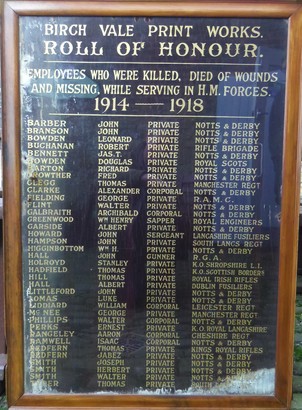 BIRCH VALE PRINT WORKS.
ROLL OF HONOUR.
EMPLOYEES WHO WERE KILLED, DIED OF WOUNDS
AND MISSING, WHILE SERVING IN H.M. FORCES.
1914 — 1918
BARBER JOHN PRIVATE NOTTS & DERBY
BRANSON JOHN PRIVATE NOTTS & DERBY
BOWDEN LEONARD PRIVATE NOTTS & DERBY
BUCHANAN ROBERT PRIVATE RIFLE BRIGADE
BENNETT JAS. T. PRIVATE NOTTS & DERBY
BOWDEN DOUGLAS PRIVATE ROYAL SCOTS
BARTON RICHARD PRIVATE NOTTS & DERBY
CROWTHER FRED PRIVATE NOTTS & DERBY
CLEGG THOMAS PRIVATE MANCHESTER REGT
CLARKE ALEXANDER CORPORAL NOTTS & DERBY
FIELDING GEORGE PRIVATE R.A.M.C.
FLINT WALTER PRIVATE NOTTS & DERBY
GALBRAITH ARCHIBALD CORPORAL NOTTS & DERBY
GREENWOOD WM HENRY SAPPER ROYAL ENGINEERS
GARSIDE ALBERT PRIVATE NOTTS & DERBY
HOWARD JOHN SERGEANT LANCASHIRE FUSILIERS
HAMPSON JOHN PRIVATE NOTTS & DERBY
HIGGINBOTTOM WM H. PRIVATE SOUTH LANCS REGT
HALL JOHN GUNNER R.G.A.
HOLROYD STANLEY PRIVATE K.O. SHROPSHIRE L.I.
HADFIELD THOMAS PRIVATE K.O. SCOTTISH BORDERS
HILL THOMAS PRIVATE ROYAL IRISH RIFLES
HALL ALBERT PRIVATE DUBLIN FUSILIERS
LITTLEFORD JOHN PRIVATE NOTTS & DERBY
LOMAS LUKE PRIVATE NOTTS & DERBY
LIDDIARD WILLIAM CORPORAL LEICESTER REGT
Mc NEE GEORGE PRIVATE MANCHESTER REGT.
PHILLIPS WALTER CORPORAL NOTTS & DERBY
PERKS ERNEST PRIVATE K.O. ROYAL LANCASHIRE
RANGELEY AARON CORPORAL CHESHIRE REGT
RAMWELL ISAAC CORPORAL NOTTS & DERBY
REDFERN THOMAS PRIVATE KINGS ROYAL RIFLES
REDFERN JABEZ PRIVATE NOTTS & DERBY
SMITH JOSEPH PRIVATE NOTTS & DERBY
SMITH HERBERT PRIVATE NOTTS & DERBY
SMITH WALTER PRIVATE NOTTS & DERBY
THOMAS PRIVATE NOTTS & DERBY